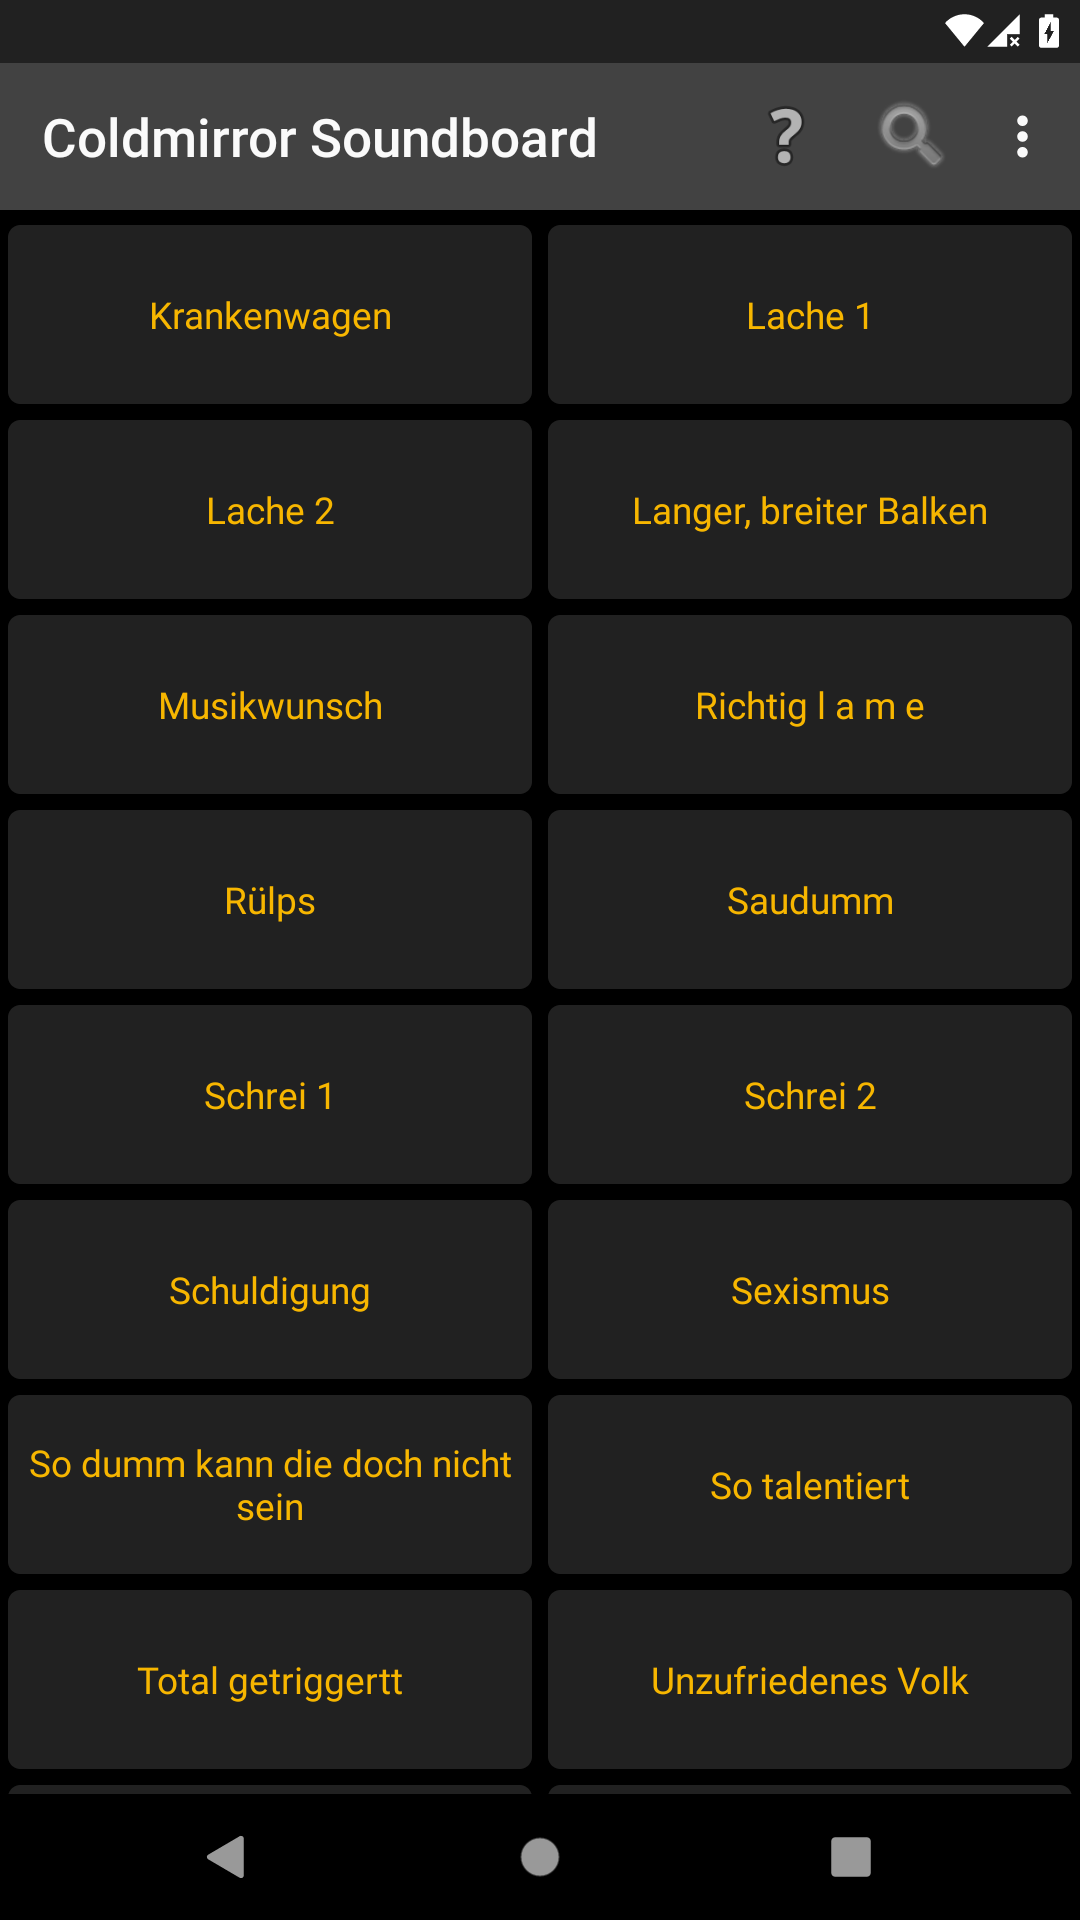 Coldmirror Soundboard
Krankenwagen
Lache 1
Lache 2
Langer, breiter Balken
Musikwunsch
Richtig l a m e
Rülps
Saudumm
Schrei 1
Schrei 2
Schuldigung
Sexismus
So dumm kann die doch nicht
sein
So talentiert
Total getriggertt
Unzufriedenes Volk